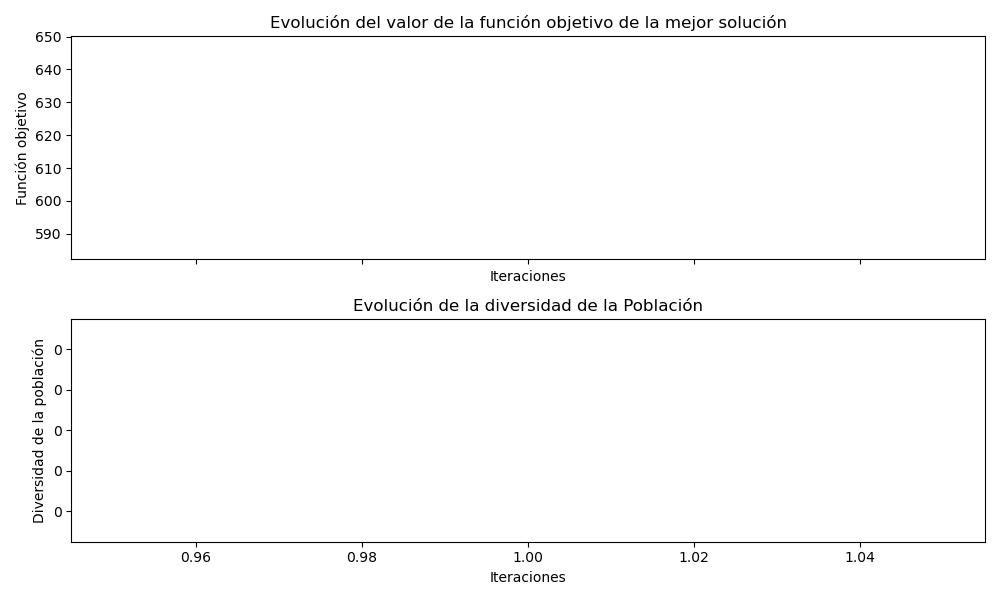 Evolución del valor de la función objetivo de la mejor solución
650
640
630
620
610
600
590
Función objetivo
Iteraciones
Evolución de la diversidad de la Población
0
0
0
0
0
Diversidad de la población
0.96 0.98 1.00 1.02 1.04
Iteraciones